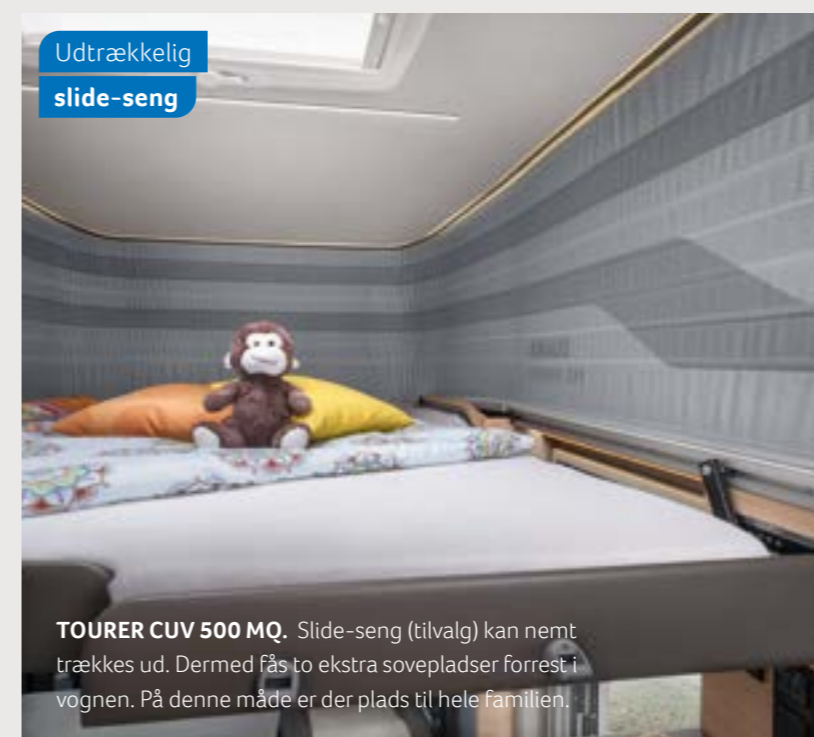 Udtrækkelig
slide-seng
TOURER CUV 500 MQ. Slide-seng (tilvalg) kan nemt
trækkes ud. Dermed fås to ekstra sovepladser forrest i
vognen. På denne måde er der plads til hele familien.